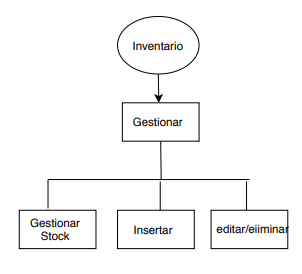 Inventario
Gestionar
Gestionar
Stock
Insertar
editar/eiiminar